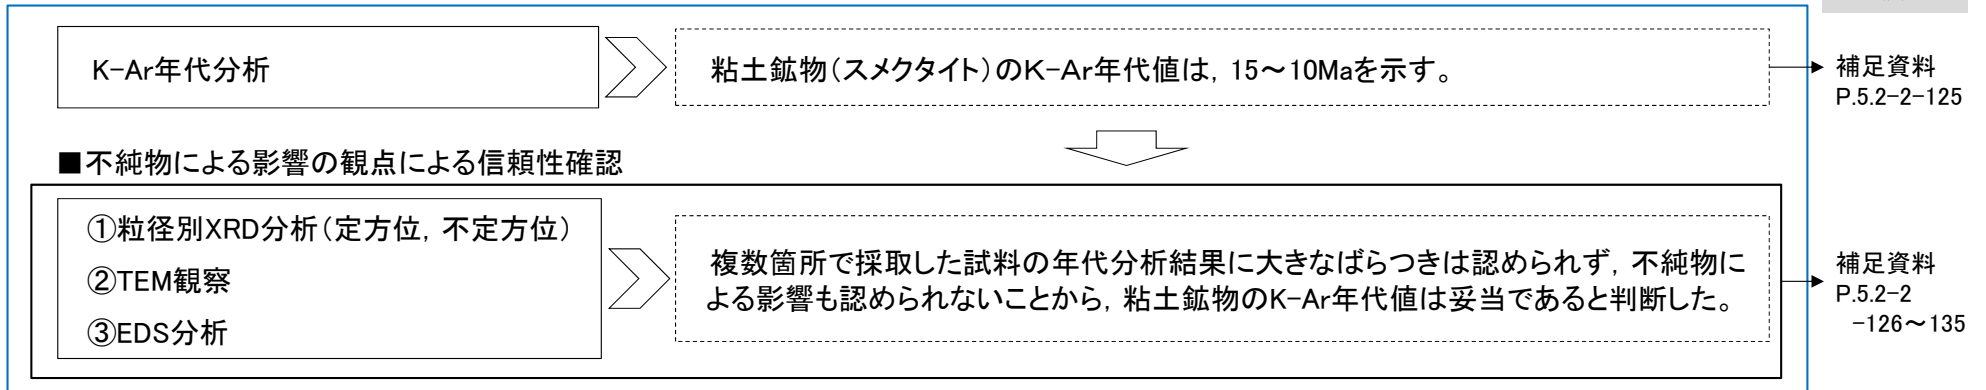 K-Ar年代分析
粘土鉱物(スメクタイト)のK-Ar年代値は，15～10Maを示す。
補足資料
P.5.2-2-125
■不純物による影響の観点による信頼性確認
①粒径別XRD分析(定方位，不定方位)
②TEM観察
③EDS分析
複数箇所で採取した試料の年代分析結果に大きなばらつきは認められず，不純物に
よる影響も認められないことから，粘土鉱物のK-Ar年代値は妥当であると判断した。
補足資料
P.5.2-2
-126～135